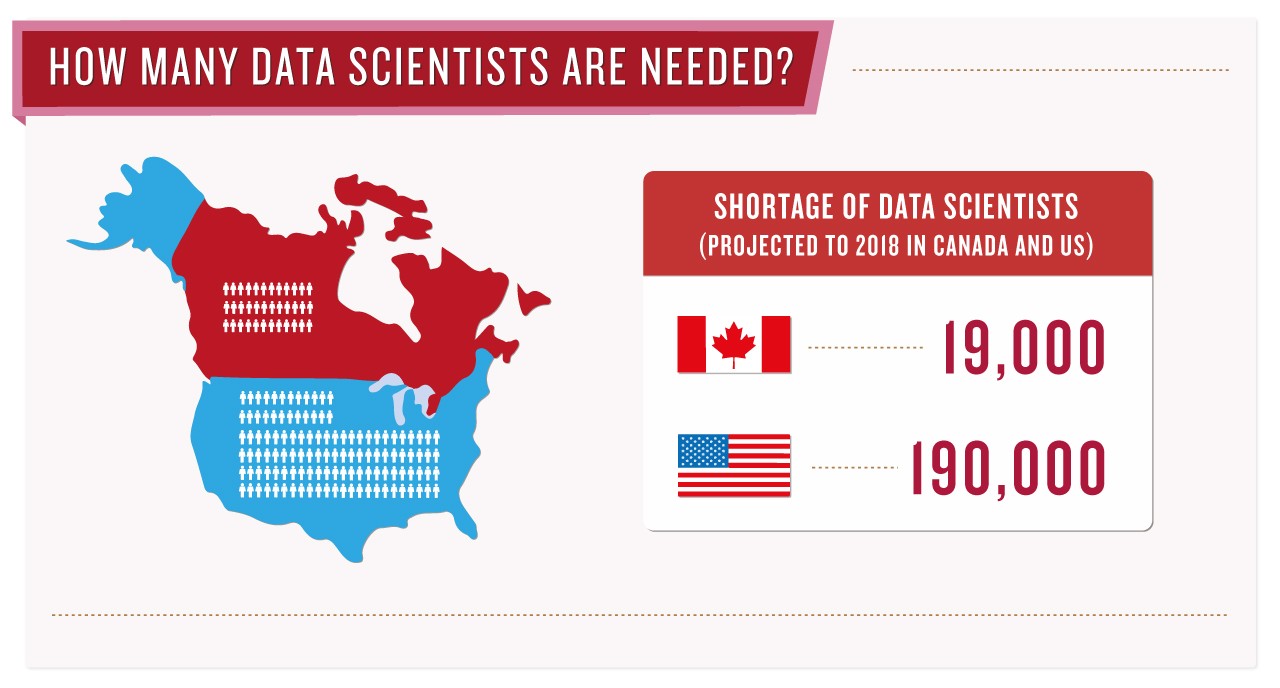 HOW MANY DATA SCIENTISTS ARE NEEDED?
SHORTAGE OF DATA SCIENTISTS
(PROJECTED TO 2018 IN CANADA AND US)
19,000
190,000